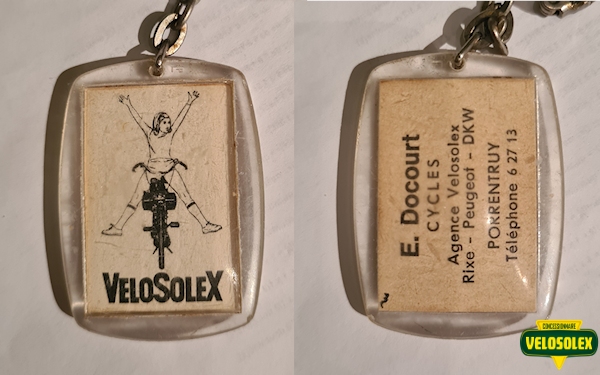 VELOSOLEX
E. Docourt
CYCLES
Agence Velosolex
Rixe - Peugeot - DKW
PORRENTRUY
Téléphone 6 27 13
CONCESSIONNAIRE
VELOSOLEX